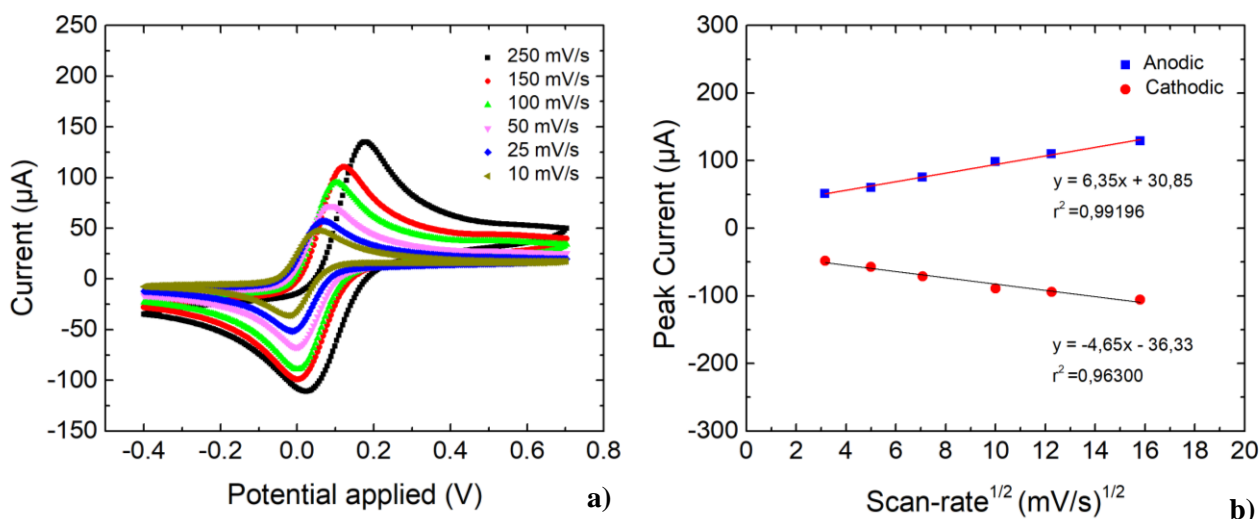 250
200
150
100
50
0
-50
-100
-150
Current (µA)
-0.4 -0.2 0.0 0.2 0.4 0.6 0.8
Potential applied (V)
250 mV/s
150 mV/s
100 mV/s
50 mV/s
25 mV/s
10 mV/s
a)
300
200
100
0
-100
-200
-300
Peak Current (µA)
0 2 4 6 8 10 12 14 16 18 20
Scan-rate^1/2 (mV/s)^1/2
Anodic
Cathodic
y = 6,35x + 30,85
r^2 =0,99196
y = -4,65x - 36,33
r^2 =0,96300
b)